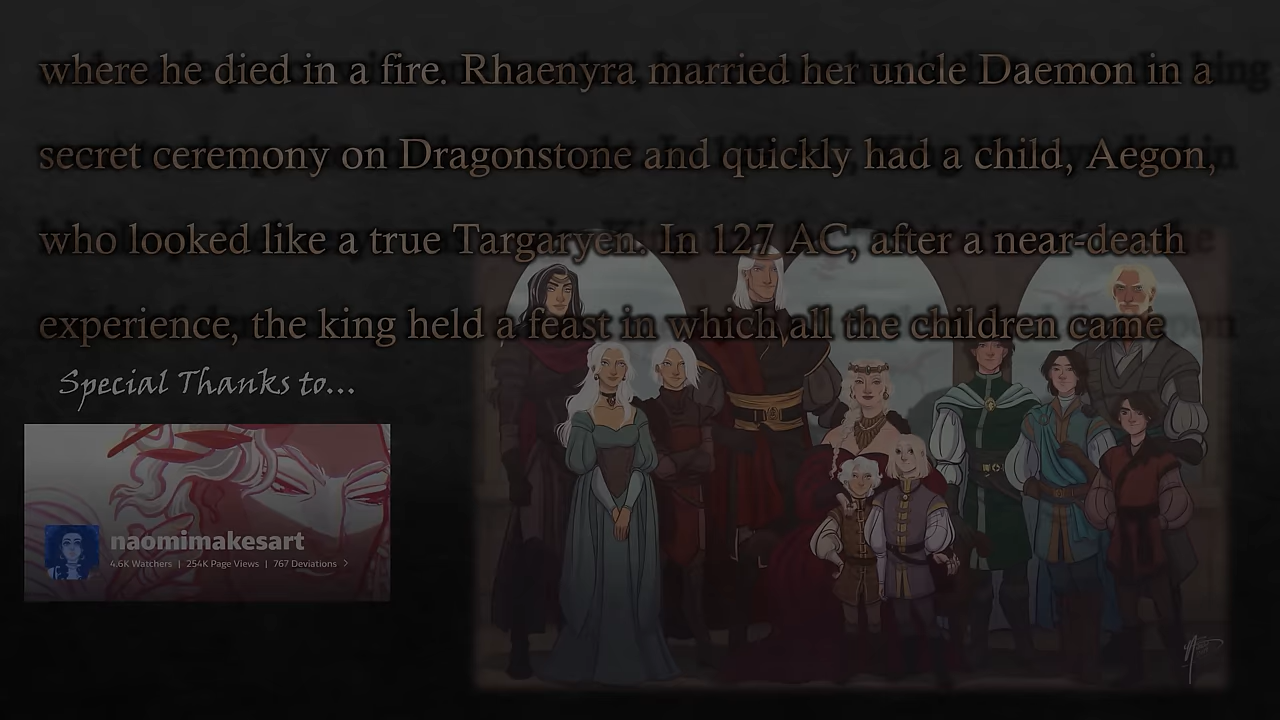 where he died in a fire. Rhaenyra married her uncle Daemon in a
secret ceremony on Dragonstone and quickly had a child, Aegon,
who looked like a true Targaryen. In 127 AC, after a near-death
experience, the king held a feast in which all the children came
Special Thanks to...
naomimakesart
4.6K Watchers | 254K Page Views | 767 Deviations >